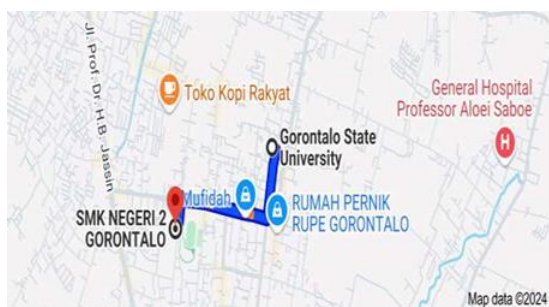 Jl. Prof. Dr. H.B. Jassin
Toko Kopi Rakyat
General Hospital
Professor Aloei Saboe
Gorontalo State
University
Mufidah
RUMAH PERNIK
RUPE GORONTALO
SMK NEGERI 2
GORONTALO
H
Map data ©2024